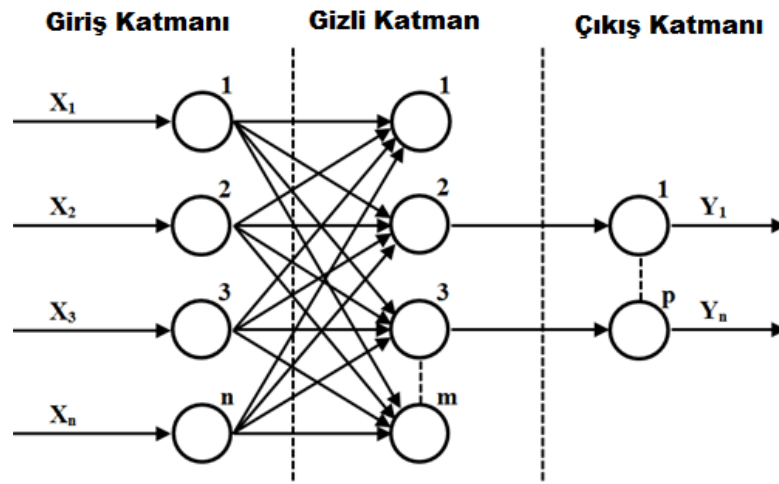 Giriş Katmanı Gizli Katman Çıkış Katmanı
1 1
X1
2 2 1
X2 Y1
3 3 p
X3 Yn
n m
Xn